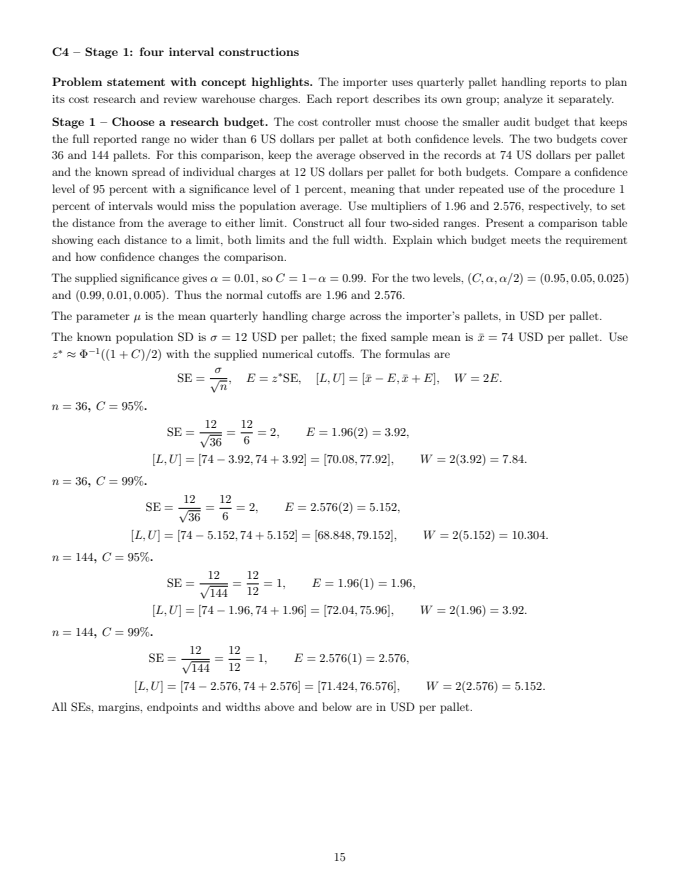 C4 – Stage 1: four interval constructions
Problem statement with concept highlights. The importer uses quarterly pallet handling reports to plan
its cost research and review warehouse charges. Each report describes its own group; analyze it separately.
Stage 1 – Choose a research budget. The cost controller must choose the smaller audit budget that keeps
the full reported range no wider than 6 US dollars per pallet at both confidence levels. The two budgets cover
36 and 144 pallets. For this comparison, keep the average observed in the records at 74 US dollars per pallet
and the known spread of individual charges at 12 US dollars per pallet for both budgets. Compare a confidence
level of 95 percent with a significance level of 1 percent, meaning that under repeated use of the procedure 1
percent of intervals would miss the population average. Use multipliers of 1.96 and 2.576, respectively, to set
the distance from the average to either limit. Construct all four two-sided ranges. Present a comparison table
showing each distance to a limit, both limits and the full width. Explain which budget meets the requirement
and how confidence changes the comparison.
The supplied significance gives α = 0.01, so C = 1−α = 0.99. For the two levels, (C, α, α/2) = (0.95, 0.05, 0.025)
and (0.99, 0.01, 0.005). Thus the normal cutoffs are 1.96 and 2.576.
The parameter μ is the mean quarterly handling charge across the importer's pallets, in USD per pallet.
The known population SD is σ = 12 USD per pallet; the fixed sample mean is x̄ = 74 USD per pallet. Use
z* ≈ Φ⁻¹((1 + C)/2) with the supplied numerical cutoffs. The formulas are
SE = σ/√n, E = z*SE, [L, U] = [x̄ − E, x̄ + E], W = 2E.
n = 36, C = 95%.
SE = 12/√36 = 12/6 = 2, E = 1.96(2) = 3.92,
[L, U] = [74 − 3.92, 74 + 3.92] = [70.08, 77.92], W = 2(3.92) = 7.84.
n = 36, C = 99%.
SE = 12/√36 = 12/6 = 2, E = 2.576(2) = 5.152,
[L, U] = [74 − 5.152, 74 + 5.152] = [68.848, 79.152], W = 2(5.152) = 10.304.
n = 144, C = 95%.
SE = 12/√144 = 12/12 = 1, E = 1.96(1) = 1.96,
[L, U] = [74 − 1.96, 74 + 1.96] = [72.04, 75.96], W = 2(1.96) = 3.92.
n = 144, C = 99%.
SE = 12/√144 = 12/12 = 1, E = 2.576(1) = 2.576,
[L, U] = [74 − 2.576, 74 + 2.576] = [71.424, 76.576], W = 2(2.576) = 5.152.
All SEs, margins, endpoints and widths above and below are in USD per pallet.
15